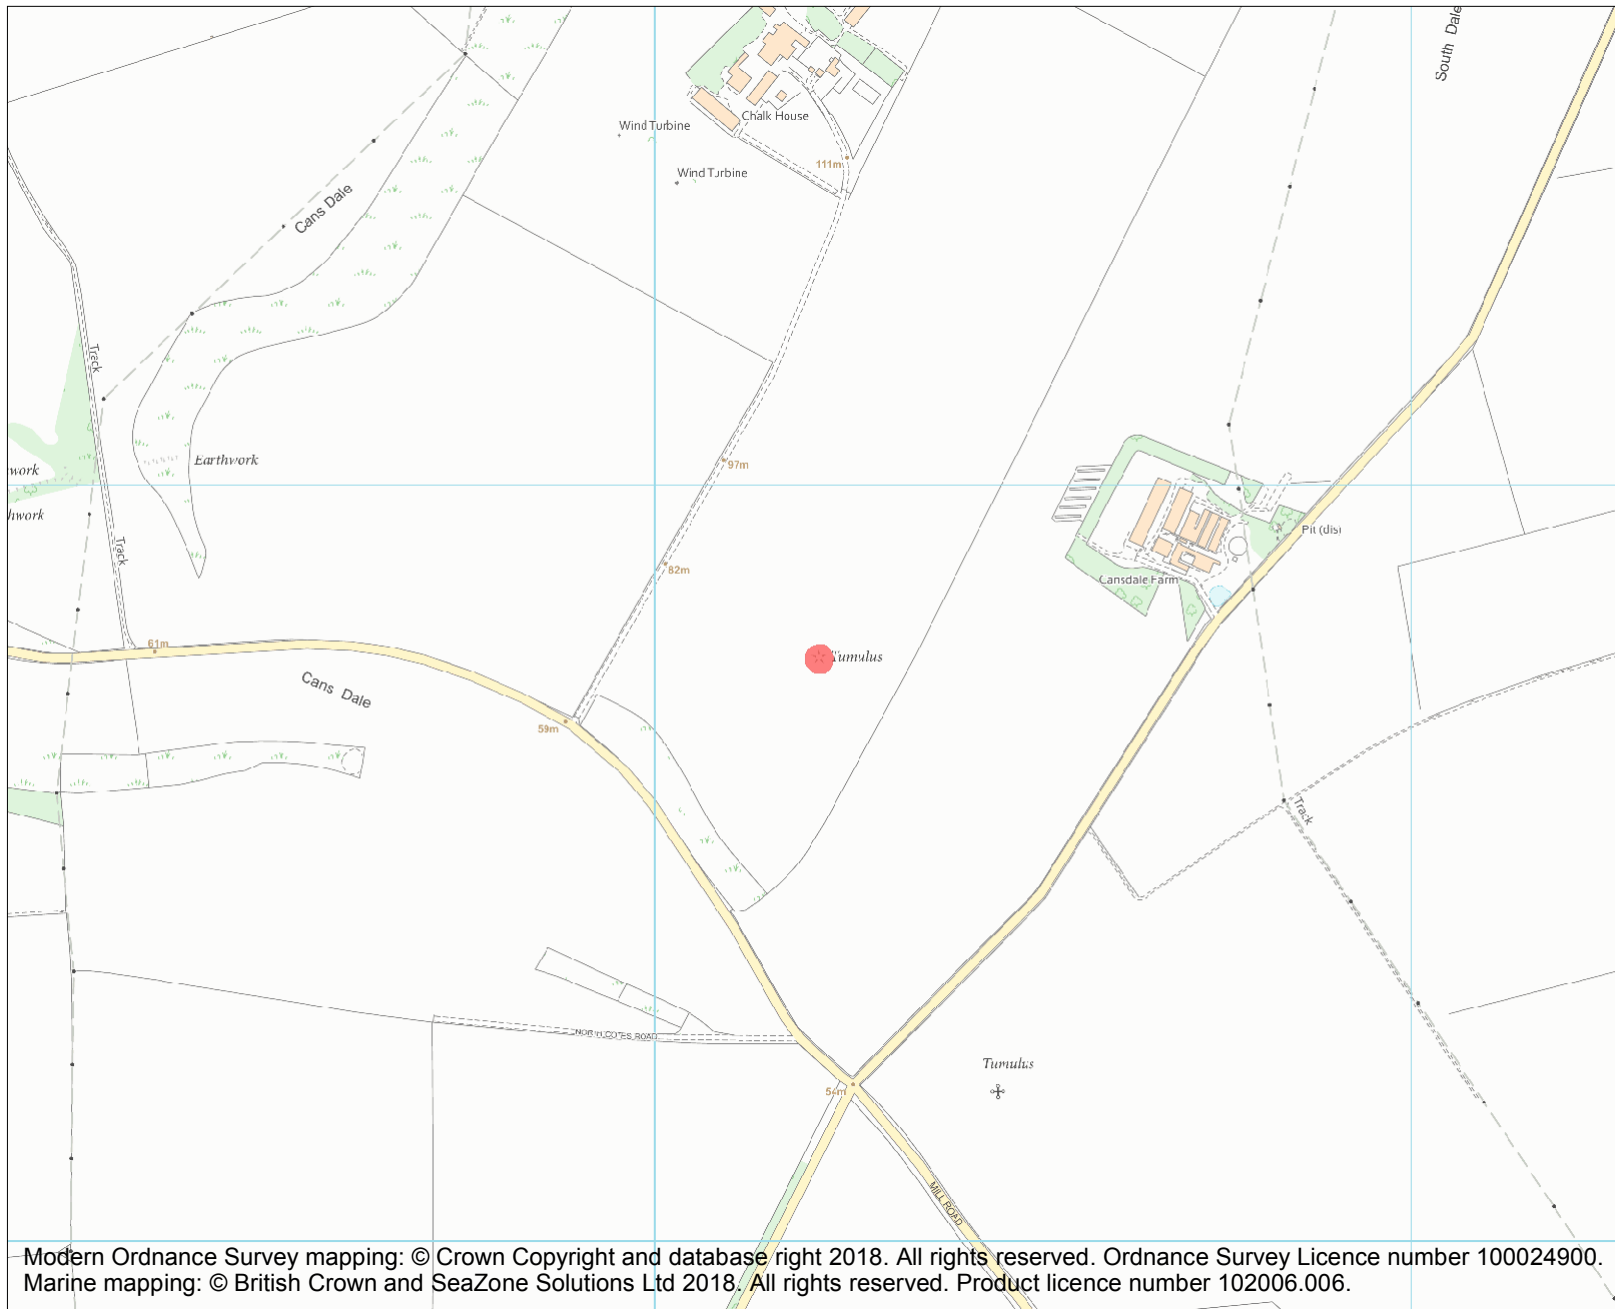 South Dale
Chalk House
Wind Turbine
111m
Wind Turbine
Cans Dale
Track
Earthwork
97m
work
hwork
Pit (dis)
Track
82m
Cansdale Farm
61m
Tumulus
Cans Dale
59m
Track
NORTH COTES ROAD
Tumulus
54m
MILL ROAD
Modern Ordnance Survey mapping: © Crown Copyright and database right 2018. All rights reserved. Ordnance Survey Licence number 100024900.
Marine mapping: © British Crown and SeaZone Solutions Ltd 2018. All rights reserved. Product licence number 102006.006.